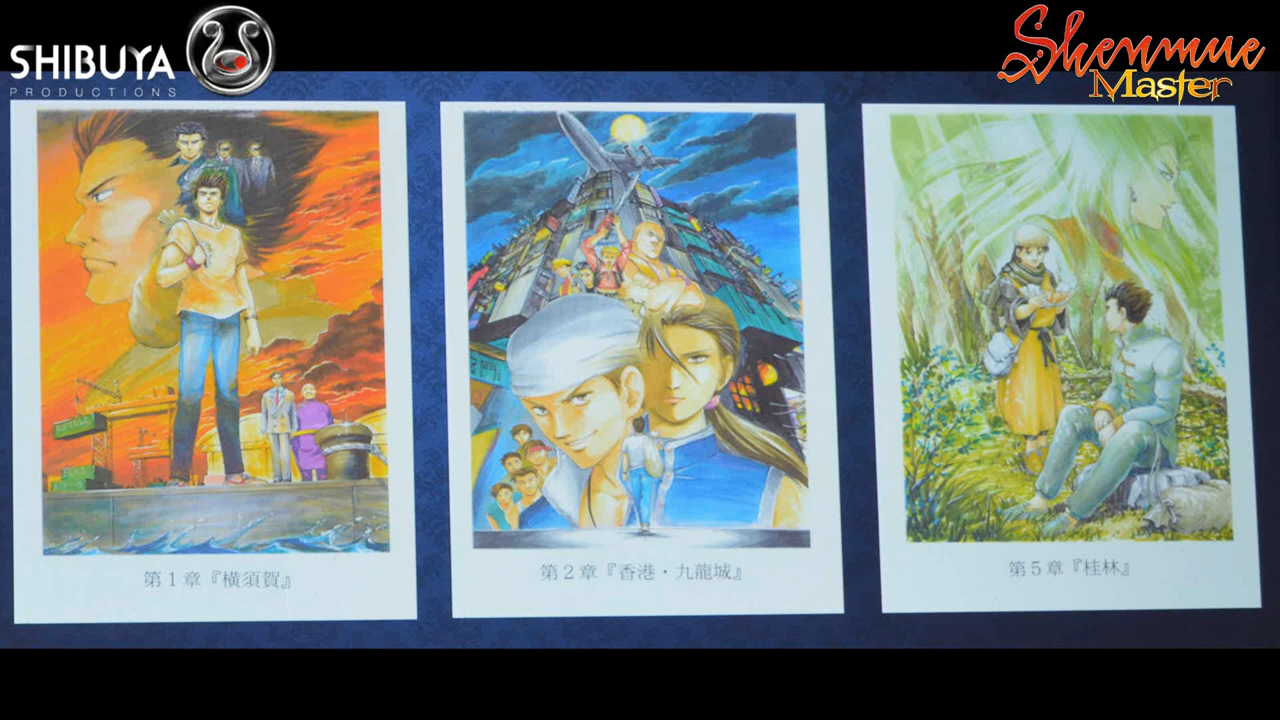 SHIBUYA
PRODUCTIONS
Shenmue
Master
第1章『横須賀』
第2章『香港・九龍城』
第5章『桂林』